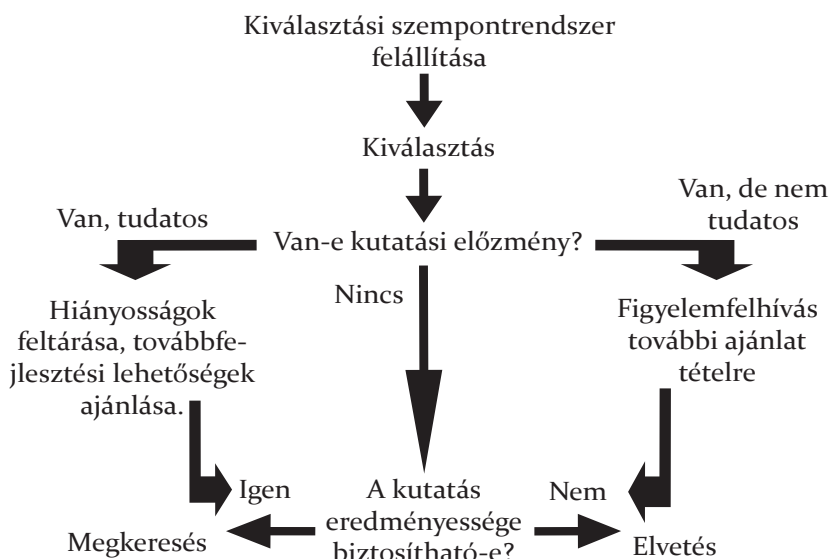 Kiválasztási szempontrendszer
felállítása
Kiválasztás
Van, tudatos
Van, de nem
tudatos
Van-e kutatási előzmény?
Nincs
Hiányosságok
feltárása, továbbfe-
jlesztési lehetőségek
ajánlása.
Figyelemfelhívás
további ajánlat
tételre
Igen
A kutatás
eredményessége
biztosítható-e?
Nem
Megkeresés
Elvetés